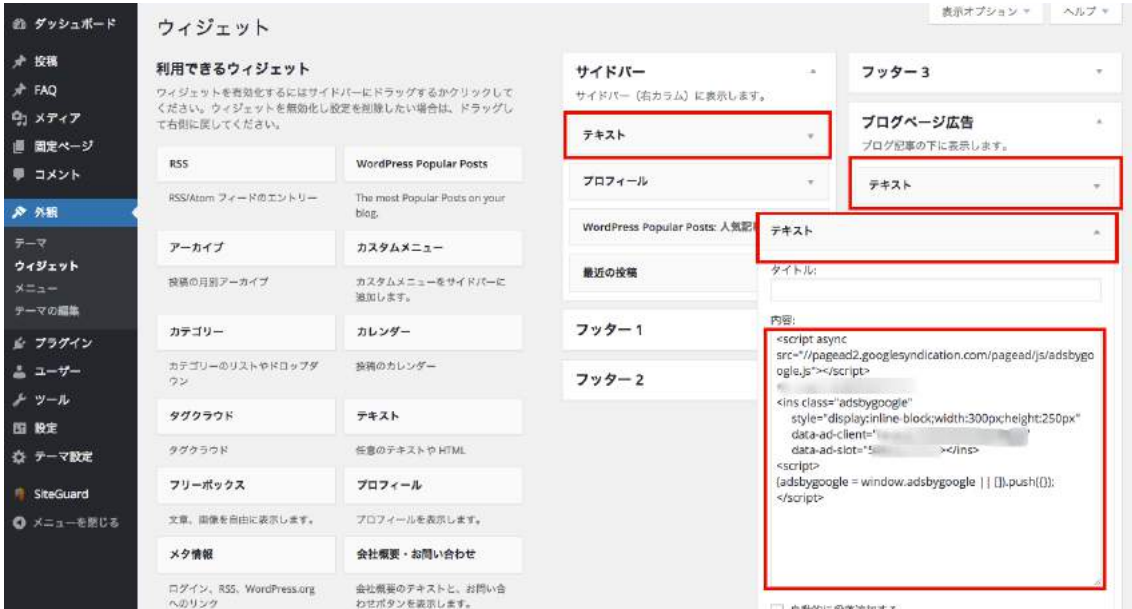 ダッシュボード
投稿
FAQ
メディア
固定ページ
コメント
外観
テーマ
ウィジェット
メニュー
テーマの編集
プラグイン
ユーザー
ツール
設定
テーマ設定
SiteGuard
メニューを閉じる
表示オプション
ヘルプ
ウィジェット
利用できるウィジェット
ウィジェットを有効化するにはサイドバーにドラッグするかクリックして
ください。ウィジェットを無効化し設定を削除したい場合は、ドラッグし
て右側に戻してください。
RSS
WordPress Popular Posts
RSS/Atom フィードのエントリー
The most Popular Posts on your
blog.
アーカイブ
カスタムメニュー
投稿の月別アーカイブ
カスタムメニューをサイドバーに
追加します。
カテゴリー
カレンダー
カテゴリーのリストやドロップダ
ウン
投稿のカレンダー
タグクラウド
テキスト
タグクラウド
任意のテキストや HTML
フリーボックス
プロフィール
文章、画像を自由に表示します。
プロフィールを表示します。
メタ情報
会社概要・お問い合わせ
ログイン、RSS、WordPress.org
へのリンク
会社概要のテキストと、お問い合
わせボタンを表示します。
サイドバー
サイドバー（右カラム）に表示します。
テキスト
プロフィール
WordPress Popular Posts: 人気記
最近の投稿
フッター 1
フッター 2
フッター 3
ブログページ広告
ブログ記事の下に表示します。
テキスト
テキスト
タイトル:
内容:
<script async
src="//pagead2.googlesyndication.com/pagead/js/adsbygo
ogle.js"></script>
<ins class="adsbygoogle"
style="display:inline-block;width:300px;height:250px"
data-ad-client="
data-ad-slot="5 ></ins>
<script>
(adsbygoogle = window.adsbygoogle || []).push({});
</script>